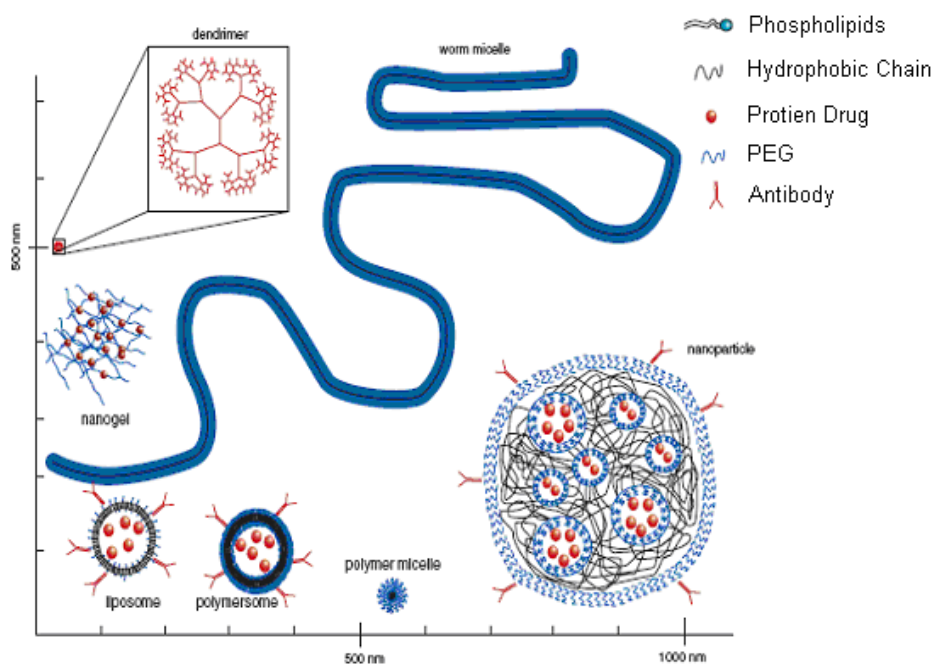 dendrimer
worm micelle
Phospholipids
Hydrophobic Chain
Protien Drug
PEG
Antibody
500 nm
nanogel
nanoparticle
liposome
polymersome
polymer micelle
500 nm
1000 nm